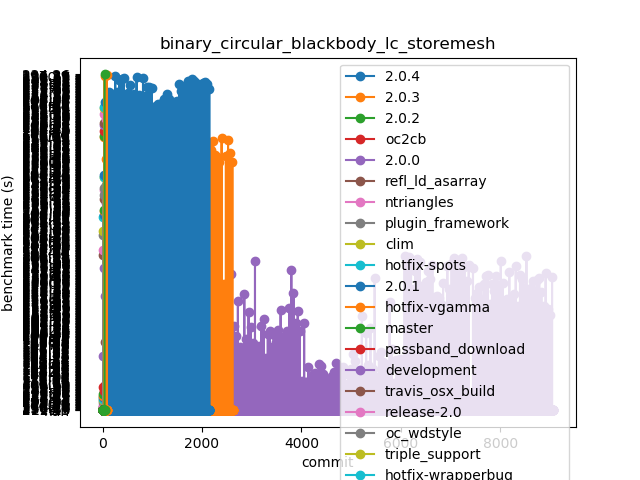 binary_circular_blackbody_lc_storemesh
benchmark time (s)
2.0.4
2.0.3
2.0.2
oc2cb
2.0.0
refl_ld_asarray
ntriangles
plugin_framework
clim
hotfix-spots
2.0.1
hotfix-vgamma
master
passband_download
development
travis_osx_build
release-2.0
oc_wdstyle
triple_support
hotfix-wrapperbug
0 2000 4000 6000 8000
commit